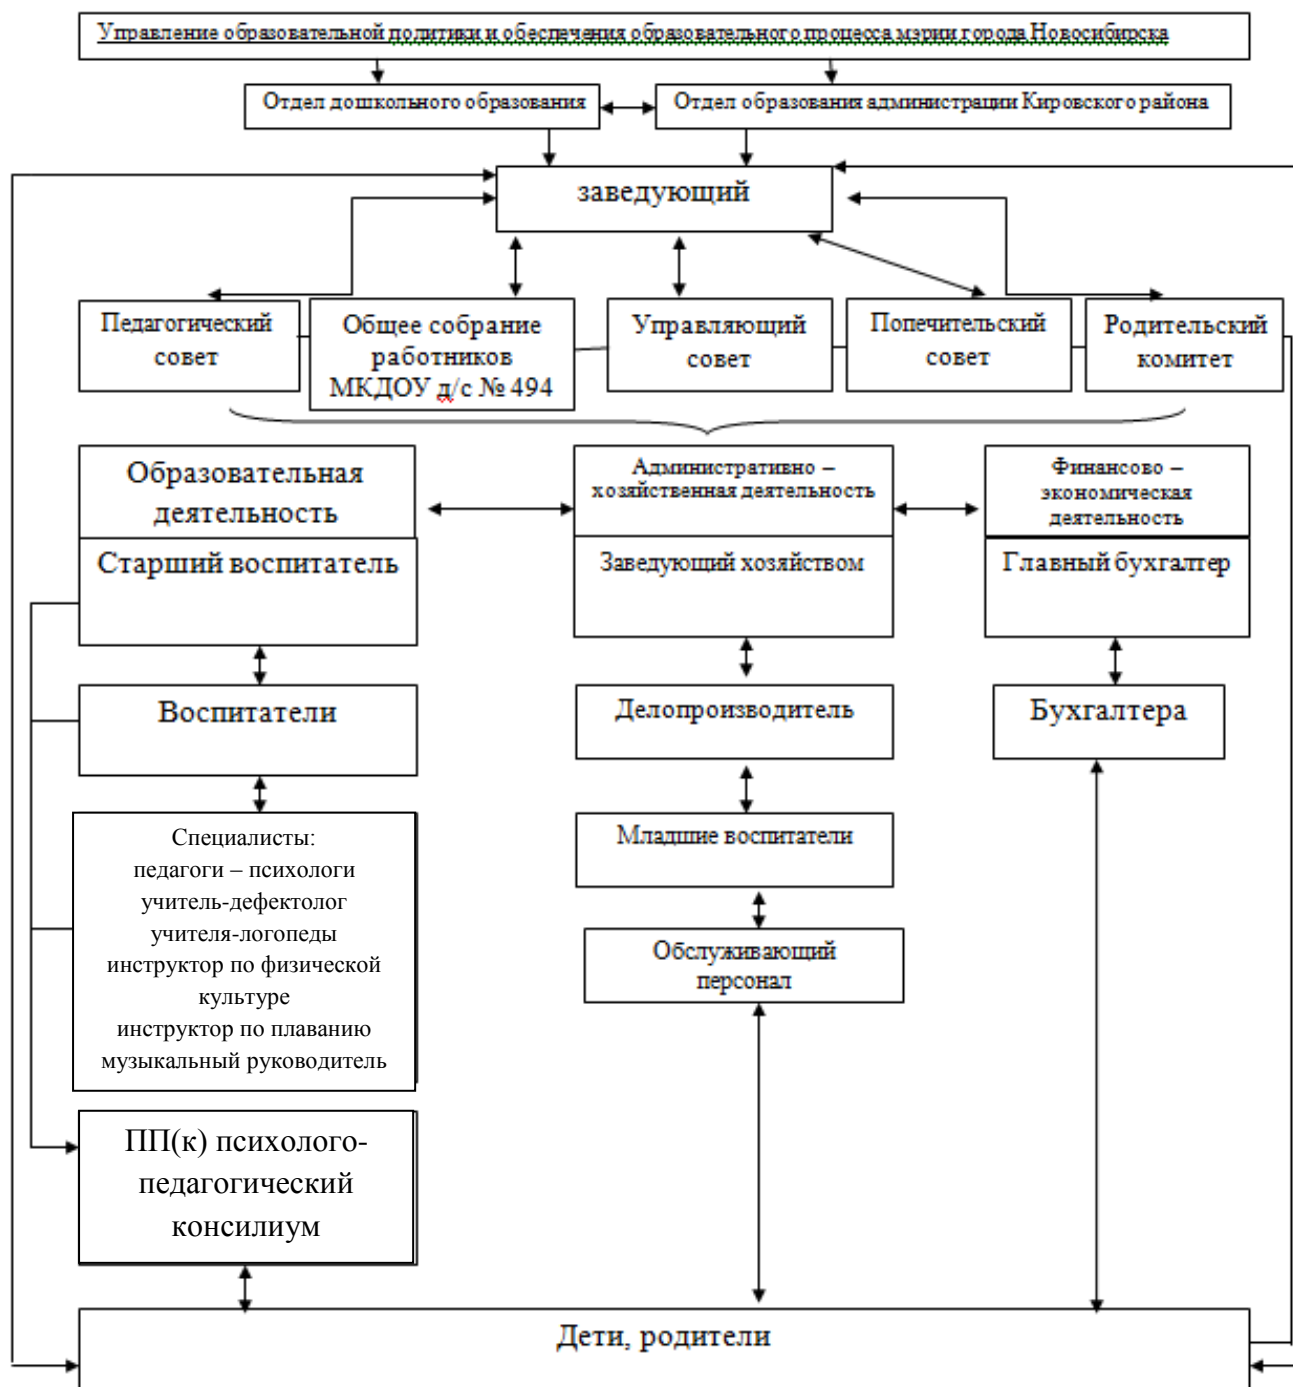 Управление образовательной политики и обеспечения образовательного процесса мэрии города Новосибирска
Отдел дошкольного образования
Отдел образования администрации Кировского района
заведующий
Педагогический
совет
Общее собрание
работников
МКДОУ д/с № 494
Управляющий
совет
Попечительский
совет
Родительский
комитет
Образовательная
деятельность
Административно –
хозяйственная деятельность
Финансово –
экономическая
деятельность
Старший воспитатель
Заведующий хозяйством
Главный бухгалтер
Воспитатели
Делопроизводитель
Бухгалтера
Специалисты:
педагоги – психологи
учитель-дефектолог
учителя-логопеды
инструктор по физической
культуре
инструктор по плаванию
музыкальный руководитель
Младшие воспитатели
Обслуживающий
персонал
ПП(к) психолого-
педагогический
консилиум
Дети, родители